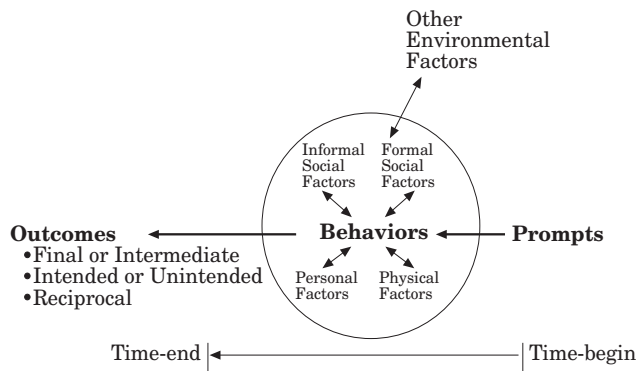 Other
Environmental
Factors
Informal
Social
Factors
Formal
Social
Factors
Outcomes
•Final or Intermediate
•Intended or Unintended
•Reciprocal
Behaviors
Prompts
Personal
Factors
Physical
Factors
Time-end
Time-begin